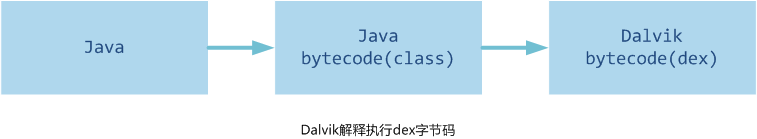 Java
Java
bytecode(class)
Dalvik
bytecode(dex)
Dalvik解释执行dex字节码